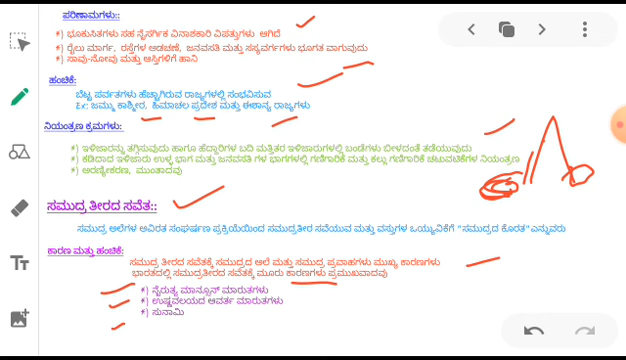 ಪರಿಣಾಮಗಳು::
*) ಭೂಕುಸಿತಗಳು ಸಹ ನೈಸರ್ಗಿಕ ವಿನಾಶಕಾರಿ ವಿಪತ್ತುಗಳು ಆಗಿದೆ
*) ರೈಲು ಮಾರ್ಗ, ರಸ್ತೆಗಳ ಅಡಚಣೆ, ಜನವಸತಿ ಮತ್ತು ಸಸ್ಯವರ್ಗಗಳು ಭೂಗತ ವಾಗುವುದು
*) ಸಾವು-ನೋವು ಮತ್ತು ಆಸ್ತಿಗಳಿಗೆ ಹಾನಿ
ಹಂಚಿಕೆ:
ಬೆಟ್ಟ ಪರ್ವತಗಳು ಹೆಚ್ಚಾಗಿರುವ ರಾಜ್ಯಗಳಲ್ಲಿ ಸಂಭವಿಸುವ
Ex: ಜಮ್ಮು ಕಾಶ್ಮೀರ, ಹಿಮಾಚಲ ಪ್ರದೇಶ ಮತ್ತು ಈಶಾನ್ಯ ರಾಜ್ಯಗಳು
ನಿಯಂತ್ರಣ ಕ್ರಮಗಳು:
*) ಇಳಿಜಾರನ್ನು ತಗ್ಗಿಸುವುದು ಹಾಗೂ ಹೆದ್ದಾರಿಗಳ ಬದಿ ಮತ್ತಿತರ ಇಳಿಜಾರುಗಳಲ್ಲಿ ಬಂಡೆಗಳು ಬೀಳದಂತೆ ತಡೆಯುವುದು
*) ಕಡಿದಾದ ಇಳಿಜಾರು ಉಳ್ಳ ಭಾಗ ಮತ್ತು ಜನವಸತಿ ಗಳ ಭಾಗಗಳಲ್ಲಿ ಗಣಿಗಾರಿಕೆ ಮತ್ತು ಕಲ್ಲು ಗಣಿಗಾರಿಕೆ ಚಟುವಟಿಕೆಗಳ ನಿಯಂತ್ರಣ
*) ಅರಣ್ಯೀಕರಣ, ಮುಂತಾದವು
ಸಮುದ್ರ ತೀರದ ಸವೆತ::
ಸಮುದ್ರ ಅಲೆಗಳ ಅವಿರತ ಸಂಘರ್ಷಣ ಪ್ರಕ್ರಿಯೆಯಿಂದ ಸಮುದ್ರತೀರ ಸವೆಯುವ ಮತ್ತು ವಸ್ತುಗಳ ಒಯ್ಯುವಿಕೆಗೆ "ಸಮುದ್ರದ ಕೊರತ" ಎನ್ನುವರು
ಕಾರಣ ಮತ್ತು ಹಂಚಿಕೆ:
ಸಮುದ್ರ ತೀರದ ಸವೆತಕ್ಕೆ ಸಮುದ್ರದ ಅಲೆ ಮತ್ತು ಸಮುದ್ರ ಪ್ರವಾಹಗಳು ಮುಖ್ಯ ಕಾರಣಗಳು
ಭಾರತದಲ್ಲಿ ಸಮುದ್ರತೀರದ ಸವೆತಕ್ಕೆ ಮೂರು ಕಾರಣಗಳು ಪ್ರಮುಖವಾದವು
*) ನೈರುತ್ಯ ಮಾನ್ಸೂನ್ ಮಾರುತಗಳು
*) ಉಷ್ಣವಲಯದ ಆವರ್ತ ಮಾರುತಗಳು
*) ಸುನಾಮಿ
Tт